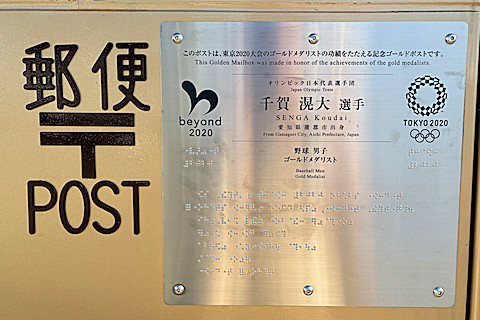 郵便
〒
POST
このポストは、東京2020大会のゴールドメダリストの功績をたたえる記念ゴールドポストです。
This Golden Mailbox was made in honor of the achievements of the gold medalists.
beyond
2020
オリンピック日本代表選手団
Japan Olympic Team
千賀 滉大 選手
SENGA Koudai
愛知県蒲郡市出身
From Gamagori City, Aichi Prefecture, Japan
野球 男子
ゴールドメダリスト
Baseball Men
Gold Medalist
TOKYO 2020